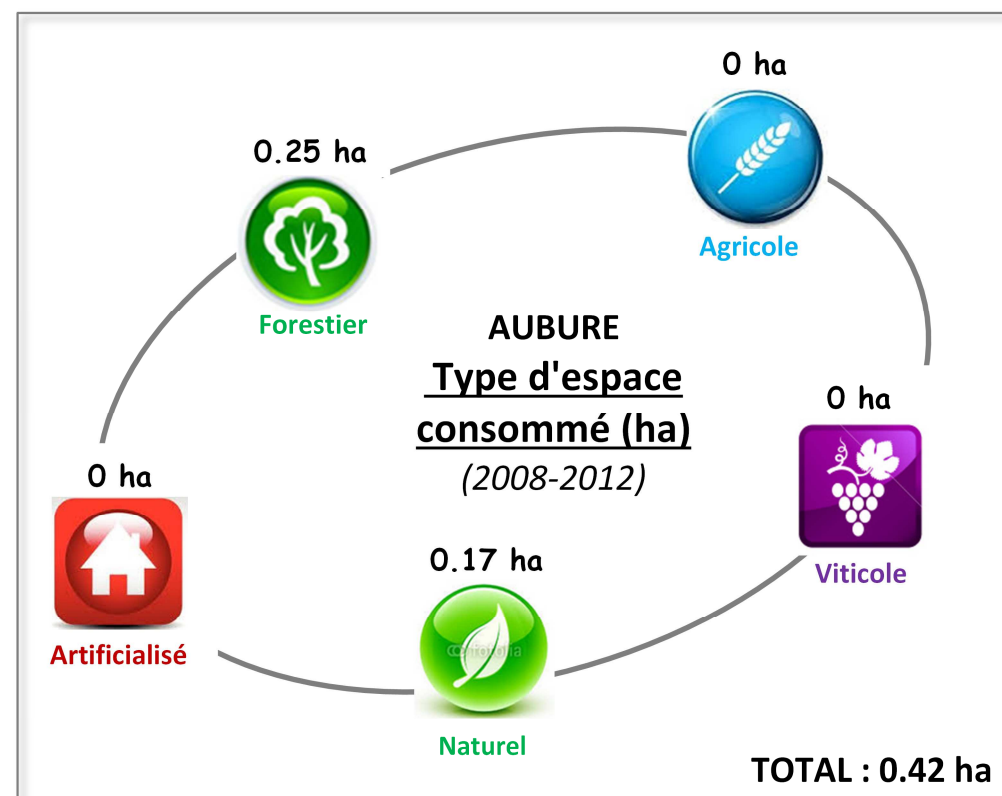 0 ha
Agricole
0.25 ha
Forestier
AUBURE
Type d'espace
consommé (ha)
(2008-2012)
0 ha
Viticole
0 ha
Artificialisé
0.17 ha
Naturel
TOTAL : 0.42 ha